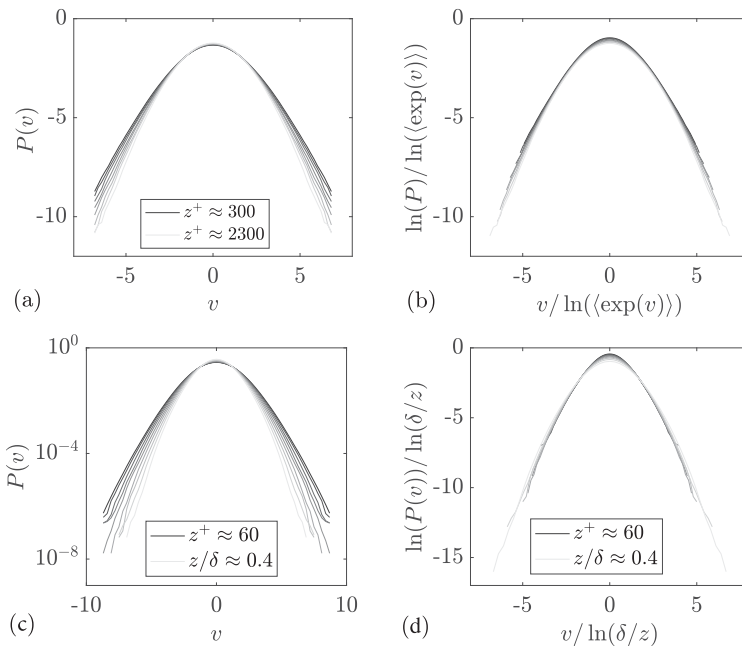 0
-5
-10
P(v)
z⁺ ≈ 300
z⁺ ≈ 2300
-5
0
5
(a)
v
0
-5
-10
ln(P)/ ln(⟨exp(v)⟩)
-5
0
5
(b)
v/ ln(⟨exp(v)⟩)
10⁰
10⁻⁴
10⁻⁸
P(v)
z⁺ ≈ 60
z/δ ≈ 0.4
-10
0
10
(c)
v
0
-5
-10
-15
ln(P(v))/ ln(δ/z)
z⁺ ≈ 60
z/δ ≈ 0.4
-5
0
5
(d)
v/ ln(δ/z)